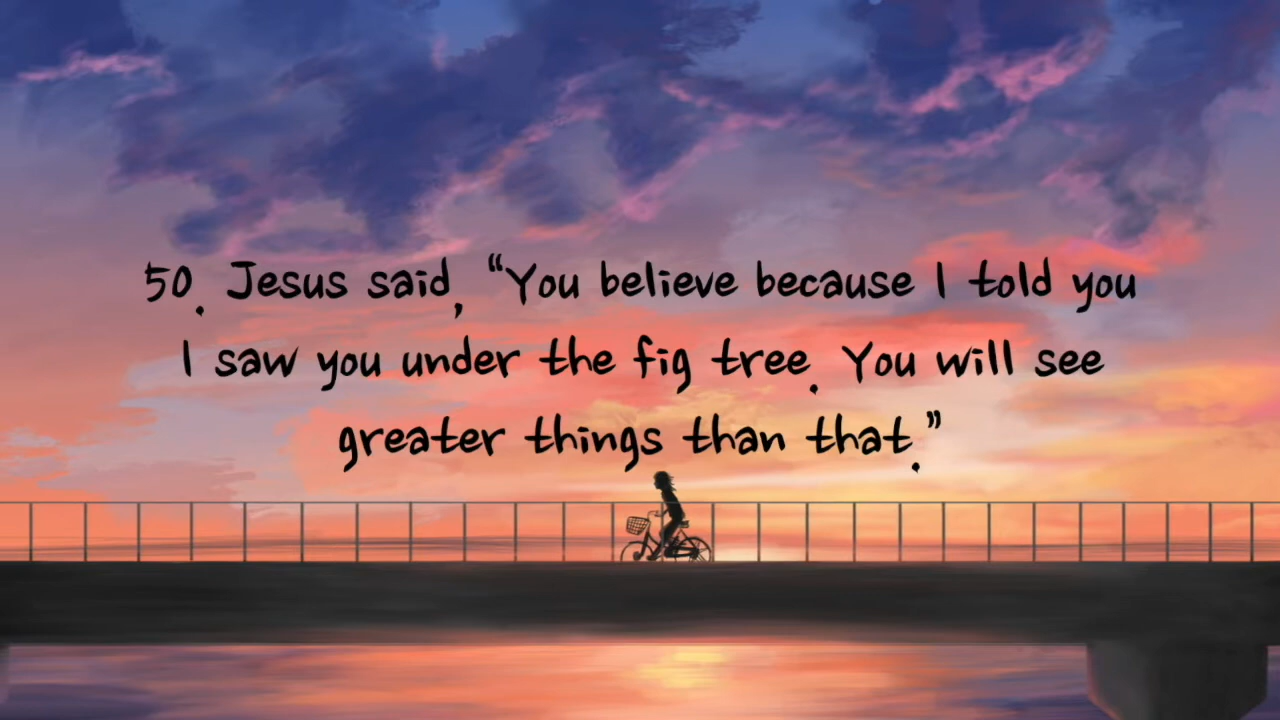 50. Jesus said, “You believe because I told you
I saw you under the fig tree. You will see
greater things than that.”